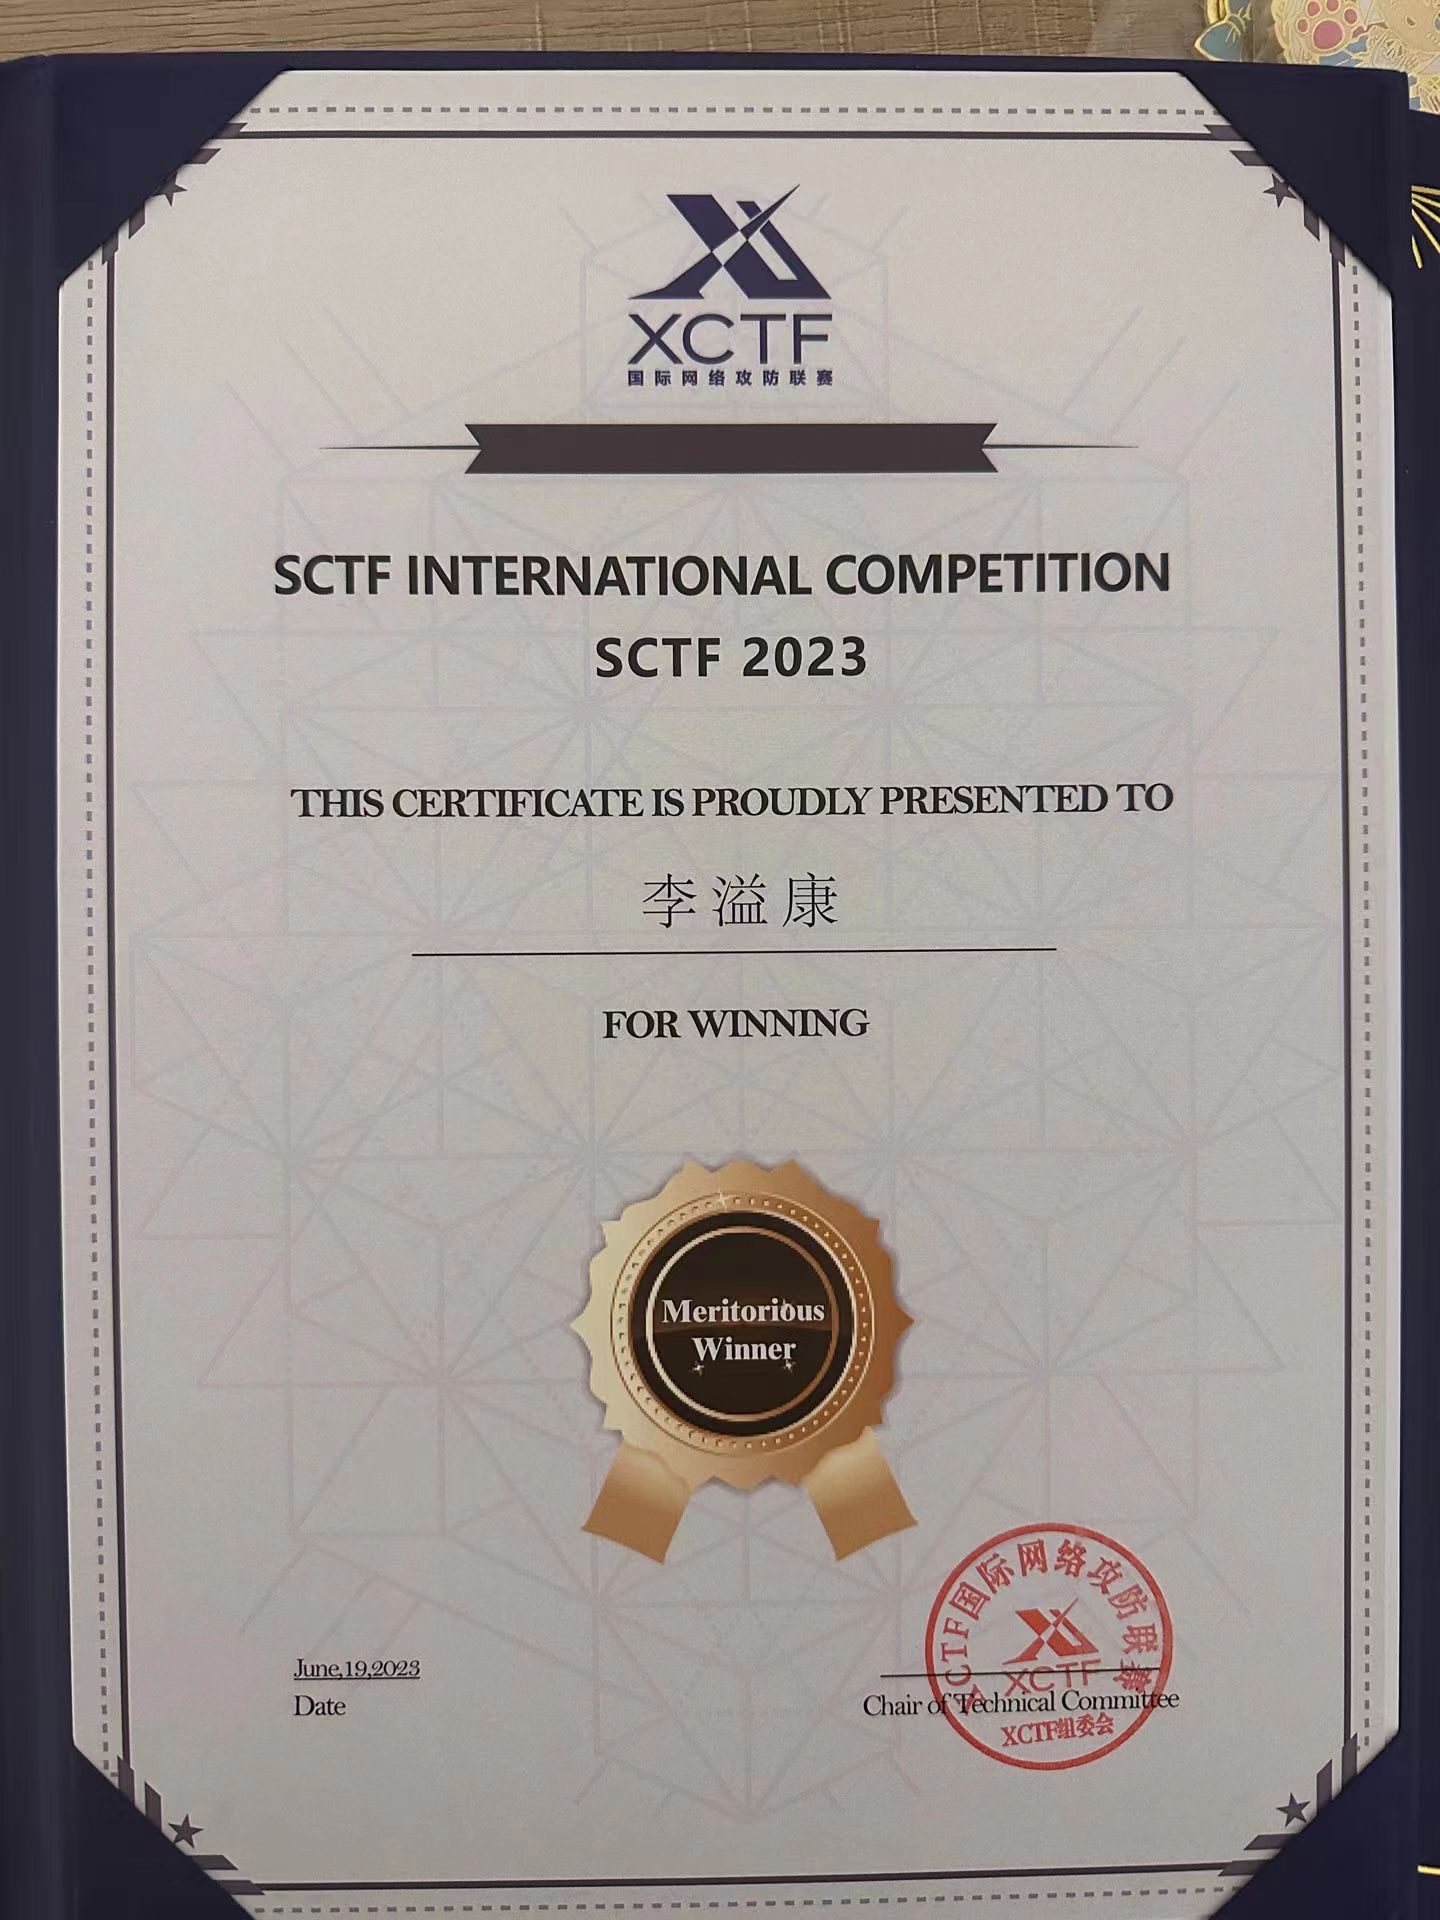 XCTF
国际网络攻防联赛
SCTF INTERNATIONAL COMPETITION
SCTF 2023
THIS CERTIFICATE IS PROUDLY PRESENTED TO
李溢康
FOR WINNING
Meritorious
Winner
June,19,2023
Date
Chair of Technical Committee
XCTF国际网络攻防联赛
XCTF
XCTF组委会